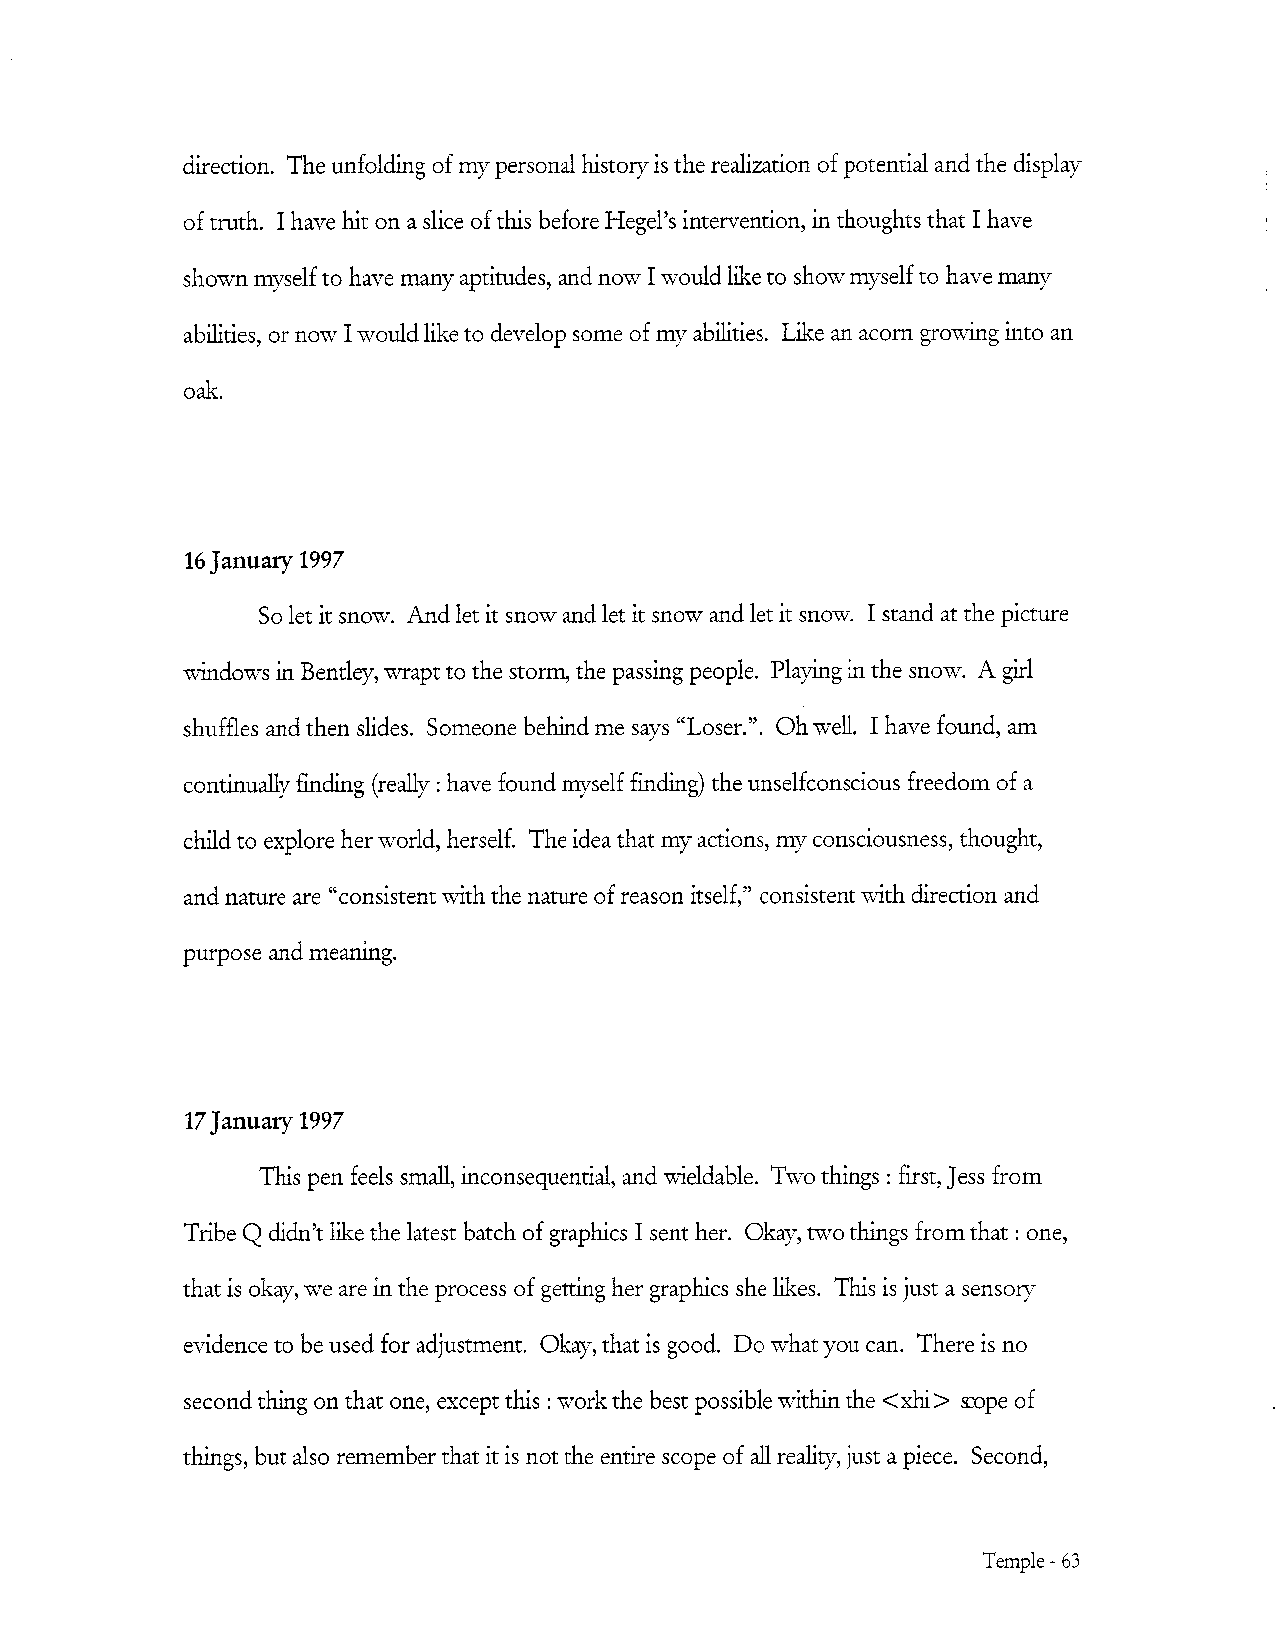 direction.  The unfolding of my personal history is the realization of potential and the display
of truth.  I have hit on a slice of this before Hegel's intervention, in thoughts that I have
shown myself to have many aptitudes, and now I would like to show myself to have many
abilities, or now I would like to develop some of my abilities.  Like an acorn growing into an
oak.
16 January 1997
So let it snow.  And let it snow and let it snow and let it snow.  I stand at the picture
windows in Bentley, wrapt to the storm, the passing people.  Playing in the snow.  A girl
shuffles and then slides.  Someone behind me says “Loser.”.  Oh well.  I have found, am
continually finding (really : have found myself finding) the unselfconscious freedom of a
child to explore her world, herself.  The idea that my actions, my consciousness, thought,
and nature are “consistent with the nature of reason itself,” consistent with direction and
purpose and meaning.
17 January 1997
This pen feels small, inconsequential, and wieldable.  Two things : first, Jess from
Tribe Q didn't like the latest batch of graphics I sent her.  Okay, two things from that : one,
that is okay, we are in the process of getting her graphics she likes.  This is just a sensory
evidence to be used for adjustment.  Okay, that is good.  Do what you can.  There is no
second thing on that one, except this : work the best possible within the <xhi> scope of
things, but also remember that it is not the entire scope of all reality, just a piece.  Second,
Temple - 63